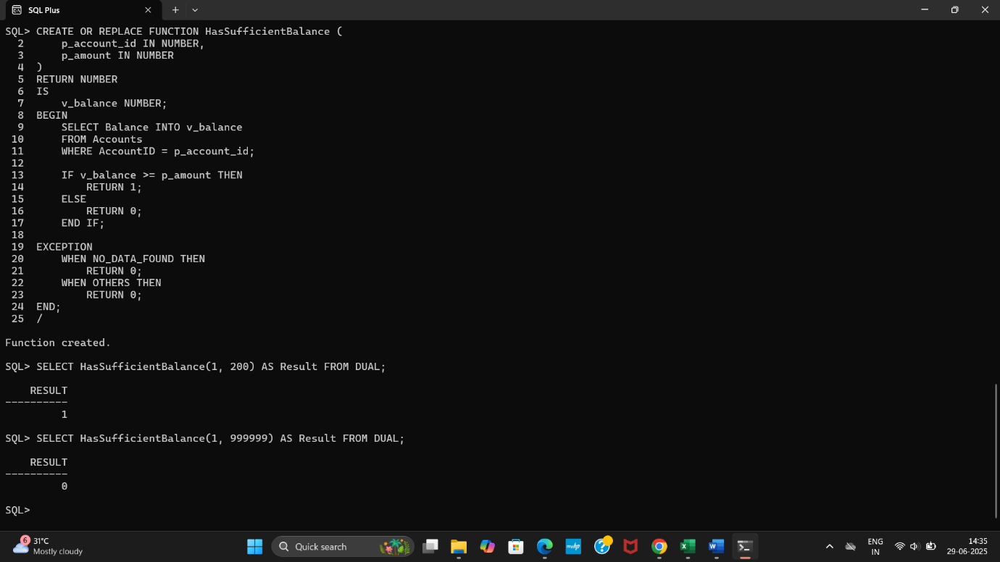 SQL Plus
SQL> CREATE OR REPLACE FUNCTION HasSufficientBalance (
  2      p_account_id IN NUMBER,
  3      p_amount IN NUMBER
  4  )
  5  RETURN NUMBER
  6  IS
  7      v_balance NUMBER;
  8  BEGIN
  9      SELECT Balance INTO v_balance
 10      FROM Accounts
 11      WHERE AccountID = p_account_id;
 12
 13      IF v_balance >= p_amount THEN
 14          RETURN 1;
 15      ELSE
 16          RETURN 0;
 17      END IF;
 18
 19  EXCEPTION
 20      WHEN NO_DATA_FOUND THEN
 21          RETURN 0;
 22      WHEN OTHERS THEN
 23          RETURN 0;
 24  END;
 25  /
Function created.
SQL> SELECT HasSufficientBalance(1, 200) AS Result FROM DUAL;
    RESULT
----------
         1
SQL> SELECT HasSufficientBalance(1, 999999) AS Result FROM DUAL;
    RESULT
----------
         0
SQL>
6
31°C
Mostly cloudy
Quick search
myhp
ENG
IN
14:35
29-06-2025